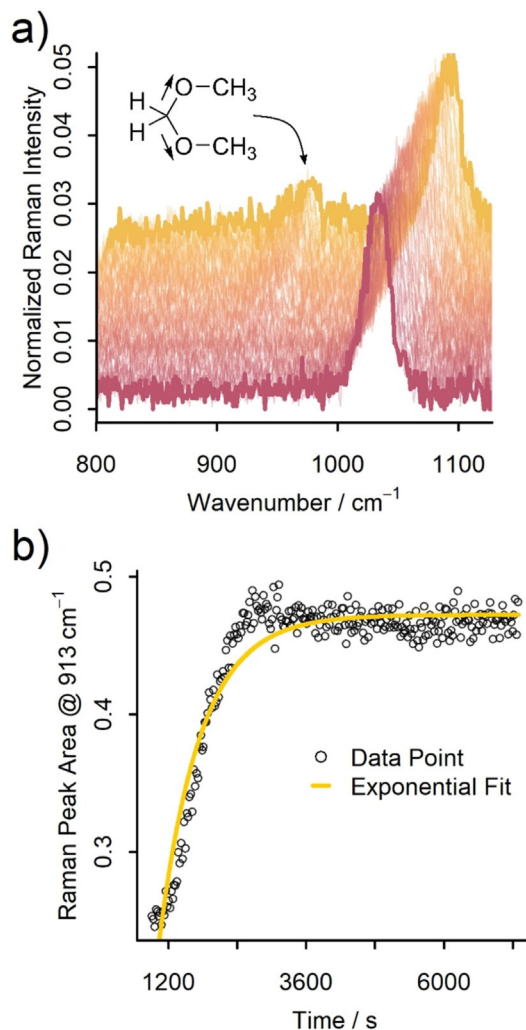 a)
Normalized Raman Intensity
0.05
0.04
0.03
0.02
0.01
0.00
H
H
O—CH3
O—CH3
800 900 1000 1100
Wavenumber / cm−1
b)
Raman Peak Area @ 913 cm−1
0.5
0.4
0.3
Data Point
Exponential Fit
1200 3600 6000
Time / s